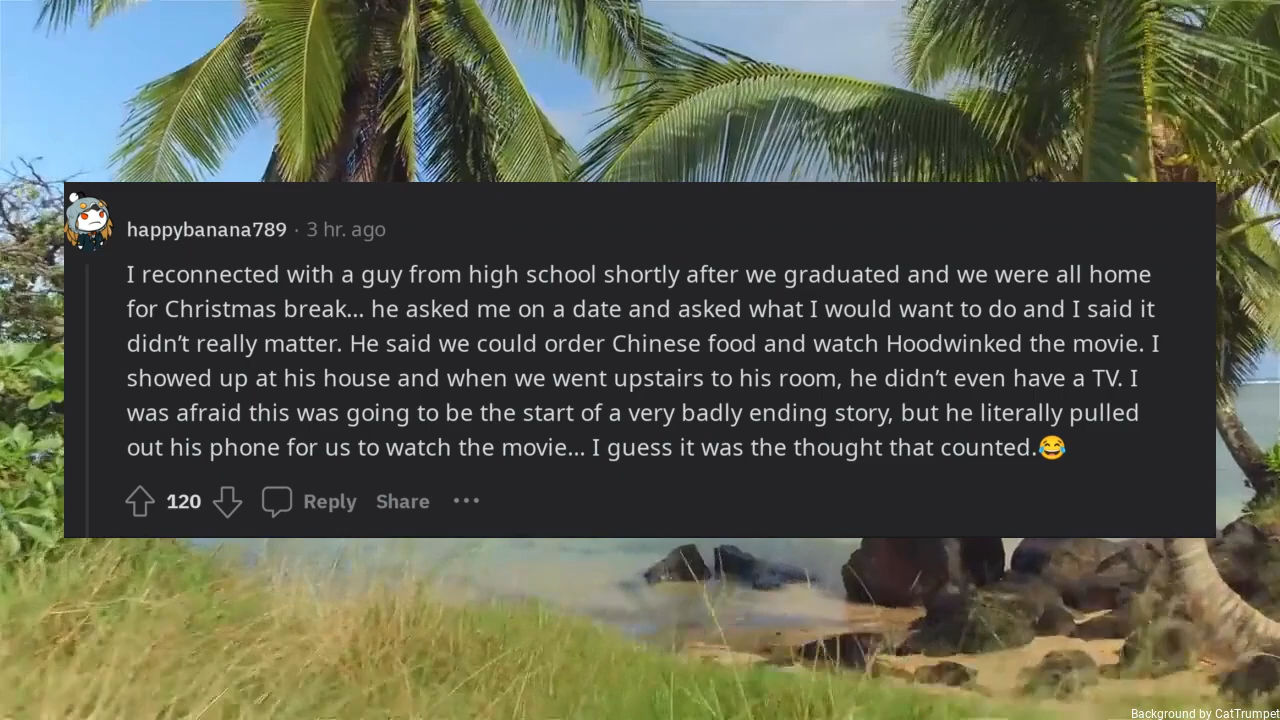 happybanana789 · 3 hr. ago
I reconnected with a guy from high school shortly after we graduated and we were all home
for Christmas break... he asked me on a date and asked what I would want to do and I said it
didn’t really matter. He said we could order Chinese food and watch Hoodwinked the movie. I
showed up at his house and when we went upstairs to his room, he didn’t even have a TV. I
was afraid this was going to be the start of a very badly ending story, but he literally pulled
out his phone for us to watch the movie... I guess it was the thought that counted.😂
120 Reply Share ···
Background by CatTrumpet